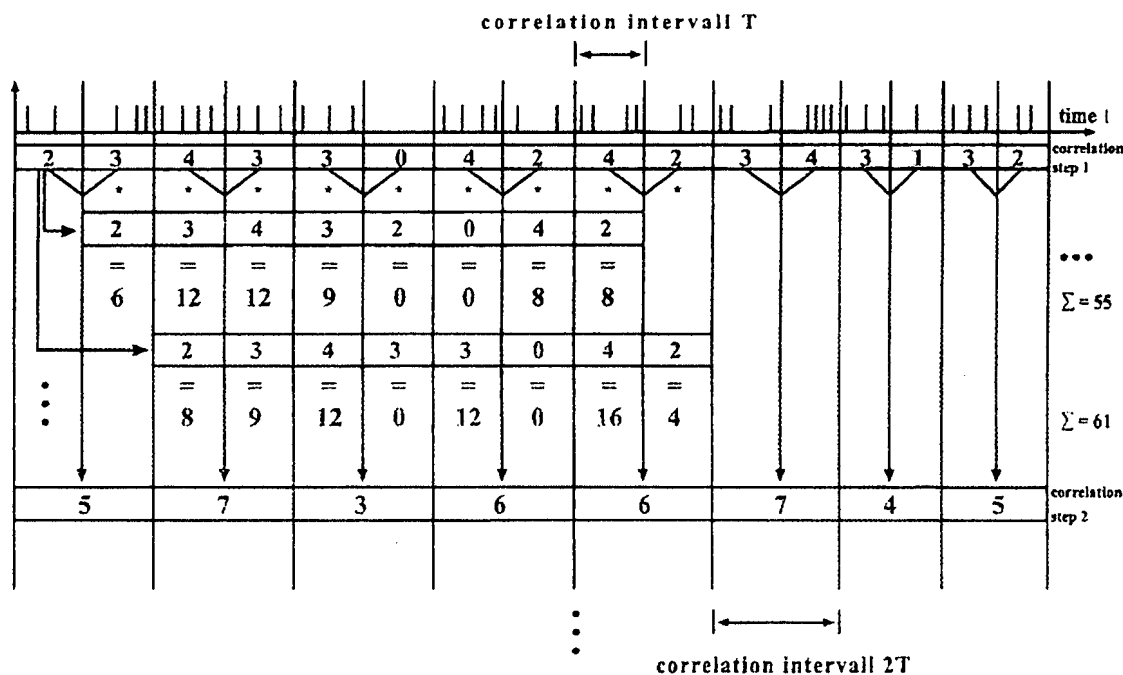 correlation intervall T
time t
2 3 4 3 3 0 4 2 4 2 3 4 3 1 3 2
correlation
step 1
* * * * * * * * *
2 3 4 3 2 0 4 2
= = = = = = = =
•••
6 12 12 9 0 0 8 8
Σ = 55
2 3 4 3 3 0 4 2
= = = = = = = =
8 9 12 0 12 0 16 4
Σ = 61
5 7 3 6 6 7 4 5
correlation
step 2
correlation intervall 2T